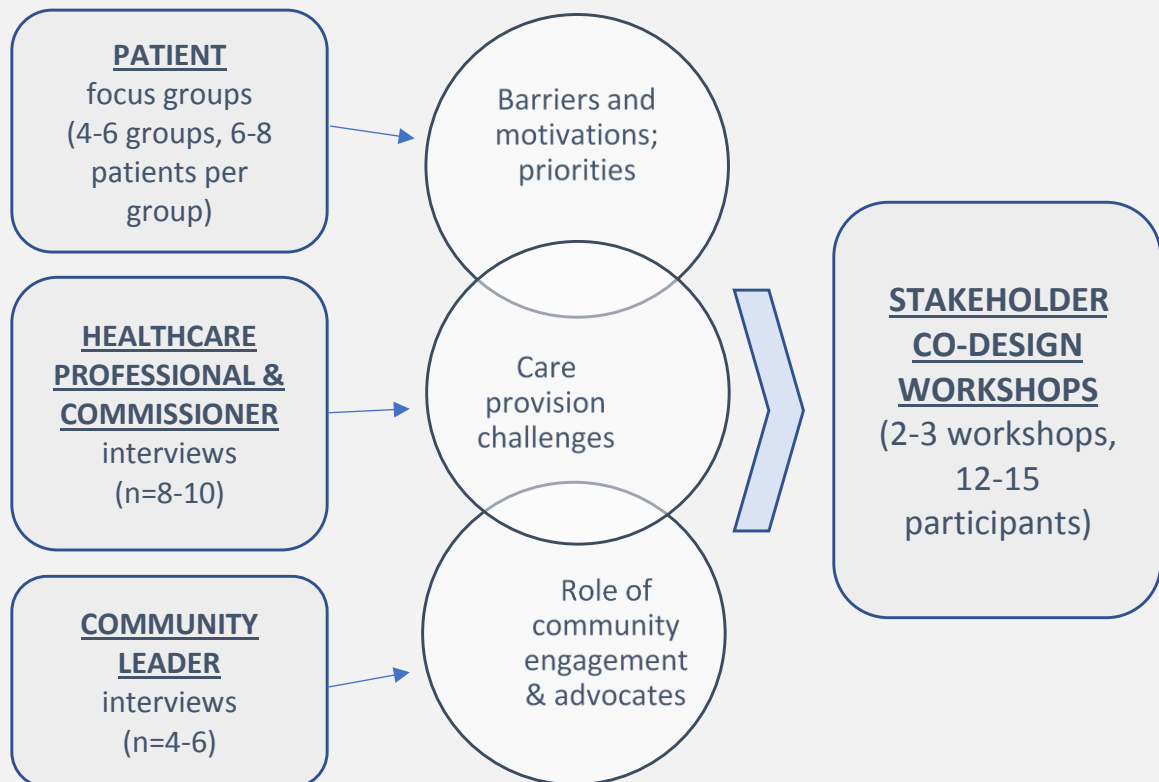 PATIENT
focus groups
(4-6 groups, 6-8
patients per
group)
Barriers and
motivations;
priorities
HEALTHCARE
PROFESSIONAL &
COMMISSIONER
interviews
(n=8-10)
Care
provision
challenges
COMMUNITY
LEADER
interviews
(n=4-6)
Role of
community
engagement
& advocates
STAKEHOLDER
CO-DESIGN
WORKSHOPS
(2-3 workshops,
12-15
participants)